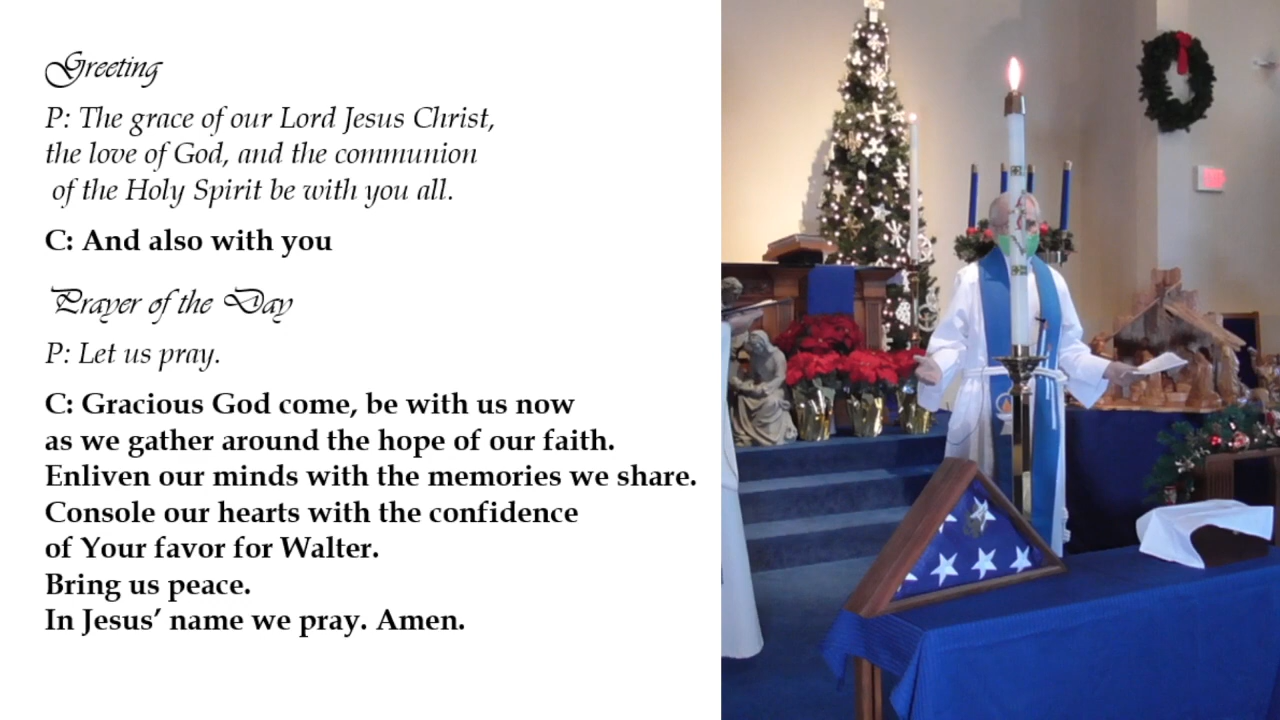 Greeting
P: The grace of our Lord Jesus Christ,
the love of God, and the communion
of the Holy Spirit be with you all.
C: And also with you
Prayer of the Day
P: Let us pray.
C: Gracious God come, be with us now
as we gather around the hope of our faith.
Enliven our minds with the memories we share.
Console our hearts with the confidence
of Your favor for Walter.
Bring us peace.
In Jesus’ name we pray. Amen.